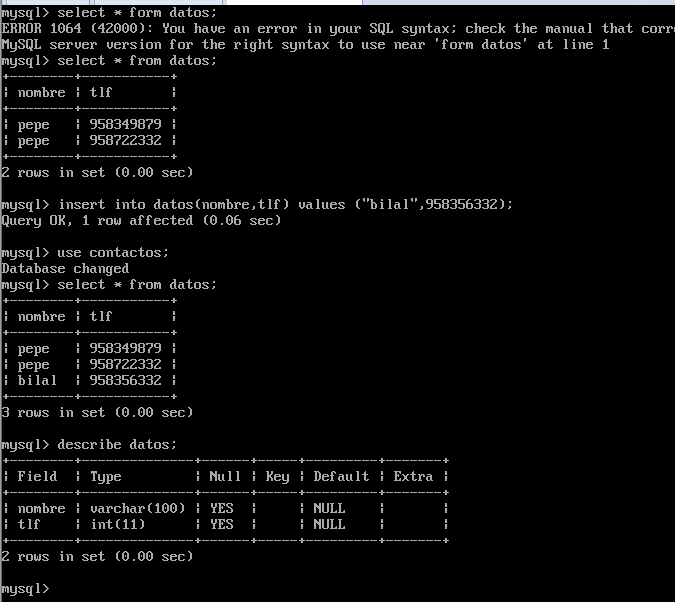 mysql> select * form datos;
ERROR 1064 (42000): You have an error in your SQL syntax; check the manual that corr
MySQL server version for the right syntax to use near 'form datos' at line 1
mysql> select * from datos;
+--------+-----------+
| nombre | tlf       |
+--------+-----------+
| pepe   | 958349879 |
| pepe   | 958722332 |
+--------+-----------+
2 rows in set (0.00 sec)
mysql> insert into datos(nombre,tlf) values ("bilal",958356332);
Query OK, 1 row affected (0.06 sec)
mysql> use contactos;
Database changed
mysql> select * from datos;
+--------+-----------+
| nombre | tlf       |
+--------+-----------+
| pepe   | 958349879 |
| pepe   | 958722332 |
| bilal  | 958356332 |
+--------+-----------+
3 rows in set (0.00 sec)
mysql> describe datos;
+--------+--------------+------+-----+---------+-------+
| Field  | Type         | Null | Key | Default | Extra |
+--------+--------------+------+-----+---------+-------+
| nombre | varchar(100) | YES  |     | NULL    |       |
| tlf    | int(11)      | YES  |     | NULL    |       |
+--------+--------------+------+-----+---------+-------+
2 rows in set (0.00 sec)
mysql>